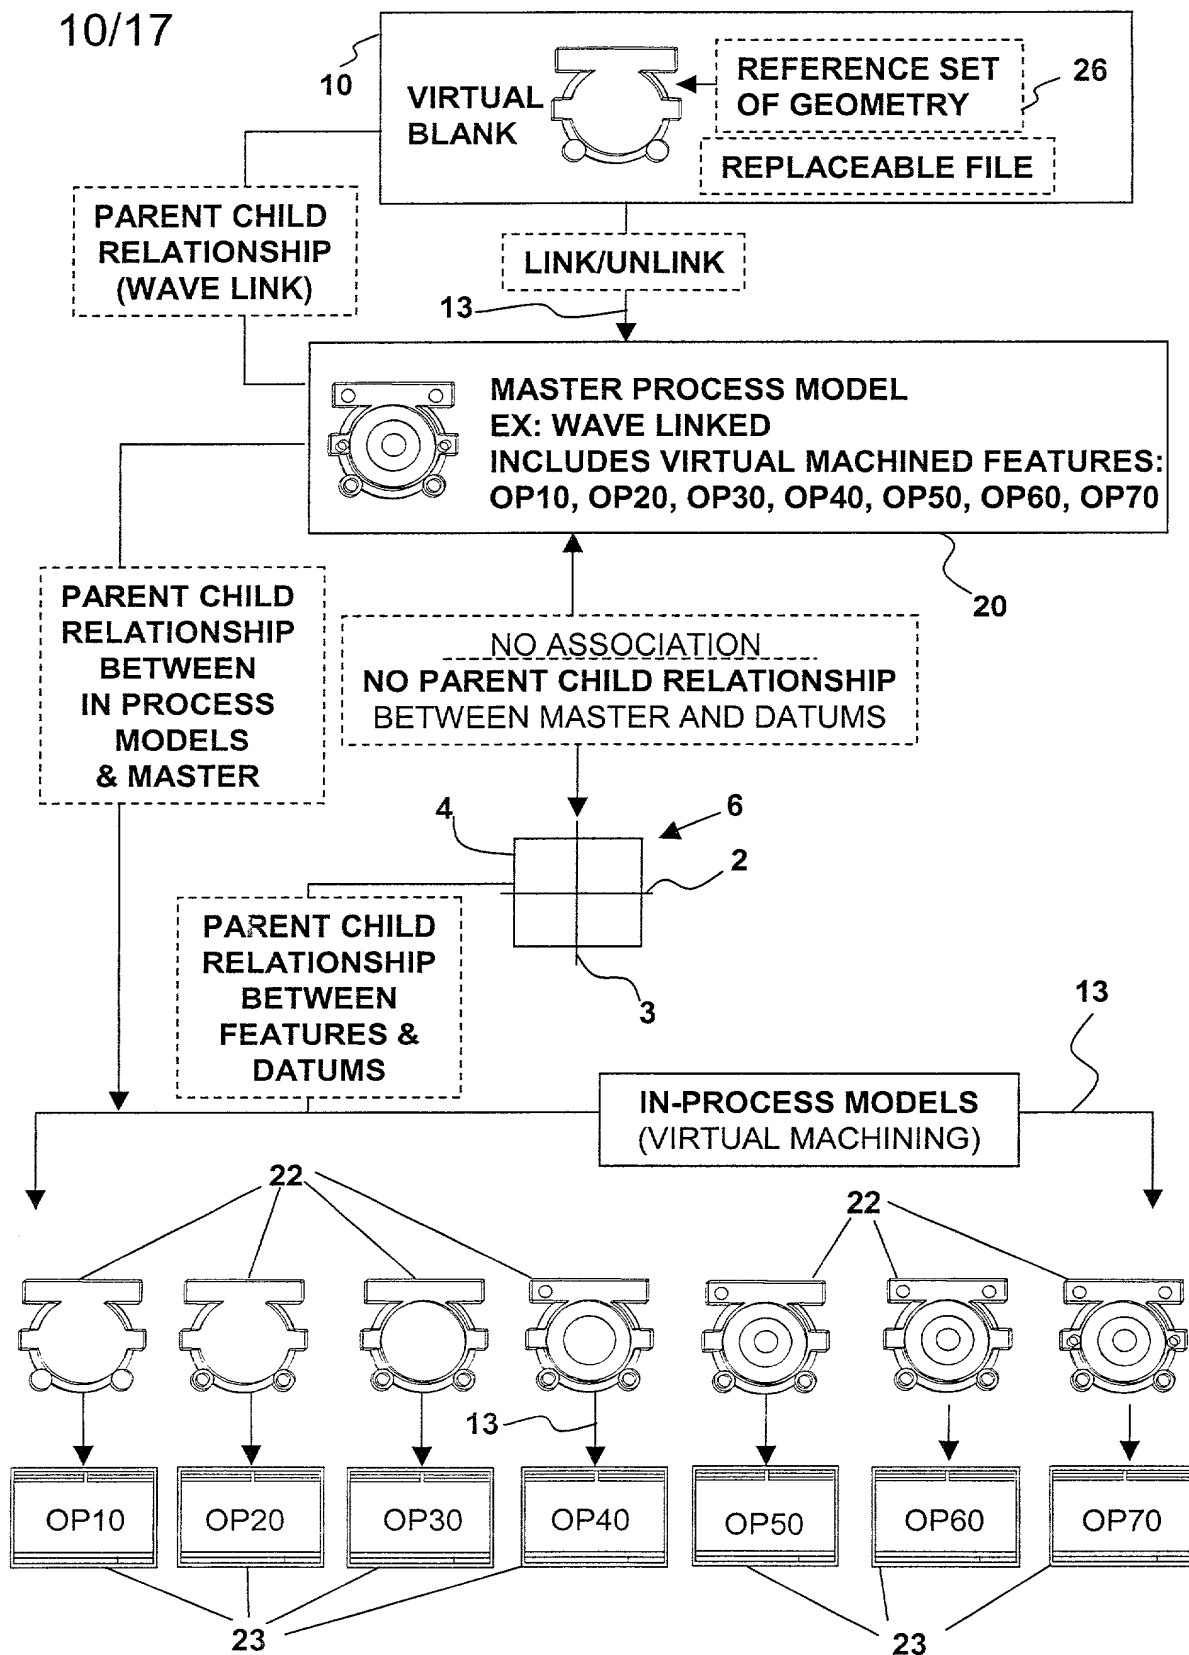 10/17
10
VIRTUAL
BLANK
REFERENCE SET
OF GEOMETRY
26
REPLACEABLE FILE
PARENT CHILD
RELATIONSHIP
(WAVE LINK)
LINK/UNLINK
13
MASTER PROCESS MODEL
EX: WAVE LINKED
INCLUDES VIRTUAL MACHINED FEATURES:
OP10, OP20, OP30, OP40, OP50, OP60, OP70
20
PARENT CHILD
RELATIONSHIP
BETWEEN
IN PROCESS
MODELS
& MASTER
NO ASSOCIATION
NO PARENT CHILD RELATIONSHIP
BETWEEN MASTER AND DATUMS
4
6
2
3
PARENT CHILD
RELATIONSHIP
BETWEEN
FEATURES &
DATUMS
13
IN-PROCESS MODELS
(VIRTUAL MACHINING)
22
22
13
OP10
OP20
OP30
OP40
OP50
OP60
OP70
23
23